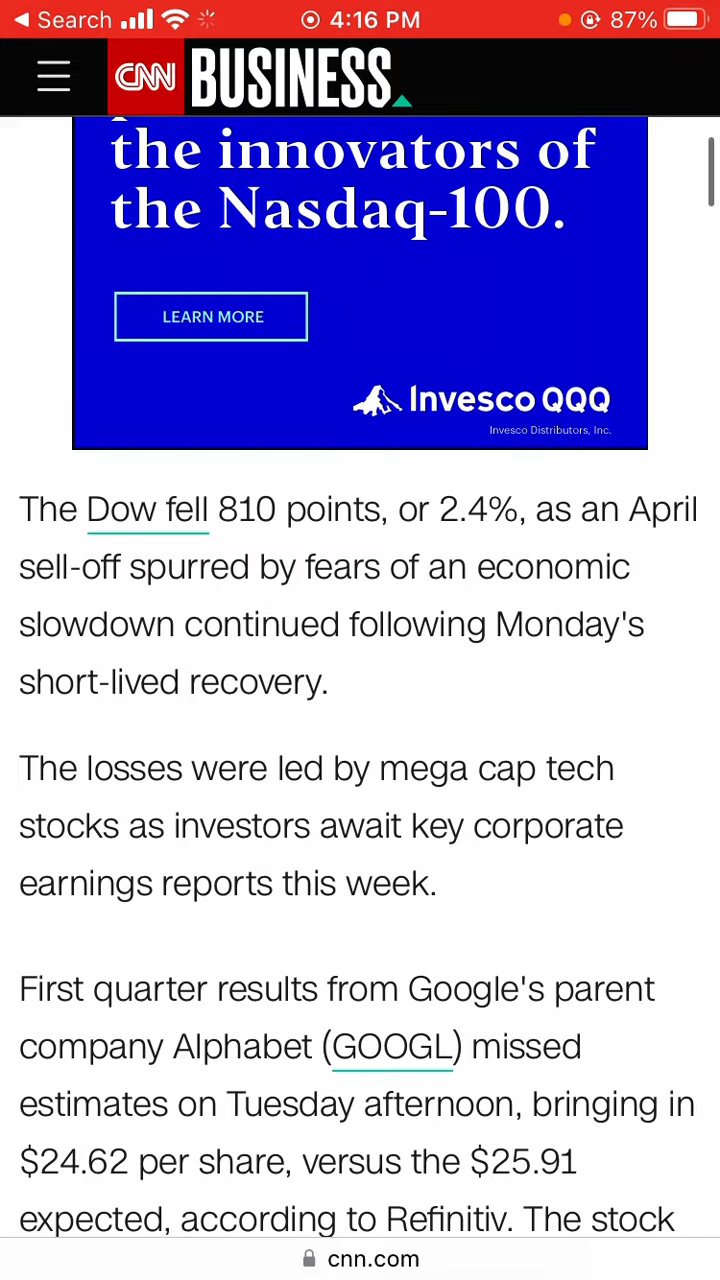 Search 4:16 PM 87%
CNN BUSINESS
the innovators of
the Nasdaq-100.
LEARN MORE
Invesco QQQ
Invesco Distributors, Inc.
The Dow fell 810 points, or 2.4%, as an April
sell-off spurred by fears of an economic
slowdown continued following Monday's
short-lived recovery.
The losses were led by mega cap tech
stocks as investors await key corporate
earnings reports this week.
First quarter results from Google's parent
company Alphabet (GOOGL) missed
estimates on Tuesday afternoon, bringing in
$24.62 per share, versus the $25.91
expected, according to Refinitiv. The stock
cnn.com